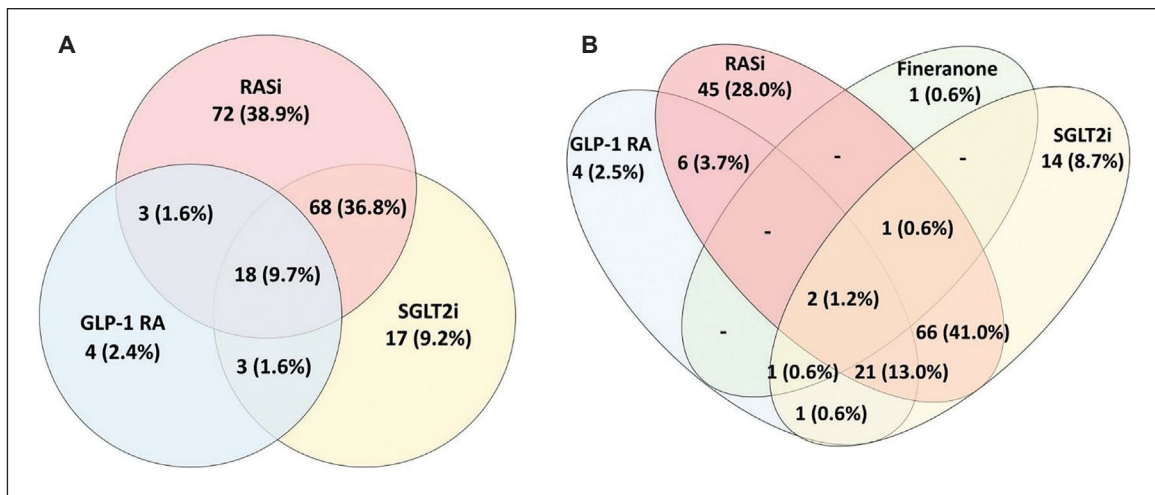 A
RASi
72 (38.9%)
3 (1.6%)
68 (36.8%)
18 (9.7%)
GLP-1 RA
4 (2.4%)
SGLT2i
17 (9.2%)
3 (1.6%)
B
RASi
45 (28.0%)
Fineranone
1 (0.6%)
GLP-1 RA
4 (2.5%)
SGLT2i
14 (8.7%)
6 (3.7%)
-
-
-
1 (0.6%)
2 (1.2%)
-
66 (41.0%)
1 (0.6%)
21 (13.0%)
1 (0.6%)